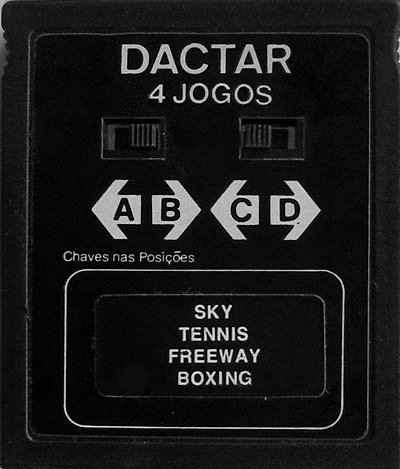 DACTAR
4 JOGOS
A B C D
Chaves nas Posições
SKY
TENNIS
FREEWAY
BOXING